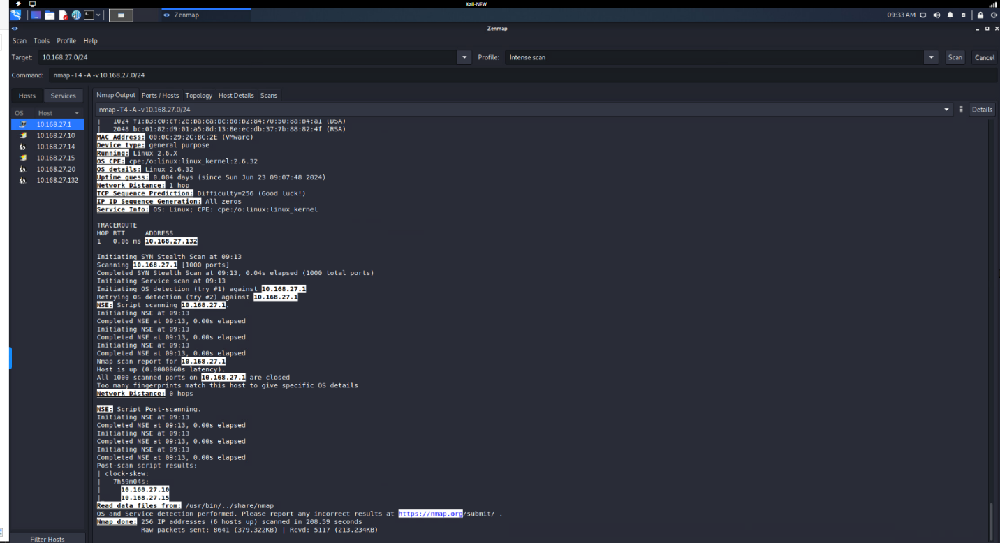 Kali-NEW
Zenmap
09:33 AM
Zenmap
Scan Tools Profile Help
Target: 10.168.27.0/24 Profile: Intense scan Scan Cancel
Command: nmap -T4 -A -v 10.168.27.0/24
Hosts Services
OS Host
10.168.27.1
10.168.27.10
10.168.27.14
10.168.27.15
10.168.27.20
10.168.27.132
Filter Hosts
Nmap Output Ports / Hosts Topology Host Details Scans
nmap -T4 -A -v 10.168.27.0/24 Details
| 1024 f1:b3:c0:cf:2e:ba:ea:bc:dd:b2:84:70:50:8a:b4:a1 (DSA)
| 2048 bc:01:82:d9:01:a5:8d:13:8e:ec:db:37:7b:88:82:4f (RSA)
MAC Address: 00:0C:29:2C:BC:2E (VMware)
Device type: general purpose
Running: Linux 2.6.X
OS CPE: cpe:/o:linux:linux_kernel:2.6.32
OS details: Linux 2.6.32
Uptime guess: 0.004 days (since Sun Jun 23 09:07:48 2024)
Network Distance: 1 hop
TCP Sequence Prediction: Difficulty=256 (Good luck!)
IP ID Sequence Generation: All zeros
Service Info: OS: Linux; CPE: cpe:/o:linux:linux_kernel
TRACEROUTE
HOP RTT ADDRESS
1 0.06 ms 10.168.27.132
Initiating SYN Stealth Scan at 09:13
Scanning 10.168.27.1 [1000 ports]
Completed SYN Stealth Scan at 09:13, 0.04s elapsed (1000 total ports)
Initiating Service scan at 09:13
Initiating OS detection (try #1) against 10.168.27.1
Retrying OS detection (try #2) against 10.168.27.1
NSE: Script scanning 10.168.27.1.
Initiating NSE at 09:13
Completed NSE at 09:13, 0.00s elapsed
Initiating NSE at 09:13
Completed NSE at 09:13, 0.00s elapsed
Initiating NSE at 09:13
Completed NSE at 09:13, 0.00s elapsed
Nmap scan report for 10.168.27.1
Host is up (0.0000060s latency).
All 1000 scanned ports on 10.168.27.1 are closed
Too many fingerprints match this host to give specific OS details
Network Distance: 0 hops
NSE: Script Post-scanning.
Initiating NSE at 09:13
Completed NSE at 09:13, 0.00s elapsed
Initiating NSE at 09:13
Completed NSE at 09:13, 0.00s elapsed
Initiating NSE at 09:13
Completed NSE at 09:13, 0.00s elapsed
Post-scan script results:
| clock-skew:
| 7h59m04s:
| 10.168.27.10
|_ 10.168.27.15
Read data files from: /usr/bin/../share/nmap
OS and Service detection performed. Please report any incorrect results at https://nmap.org/submit/ .
Nmap done: 256 IP addresses (6 hosts up) scanned in 208.59 seconds
Raw packets sent: 8641 (379.322KB) | Rcvd: 5117 (213.234KB)